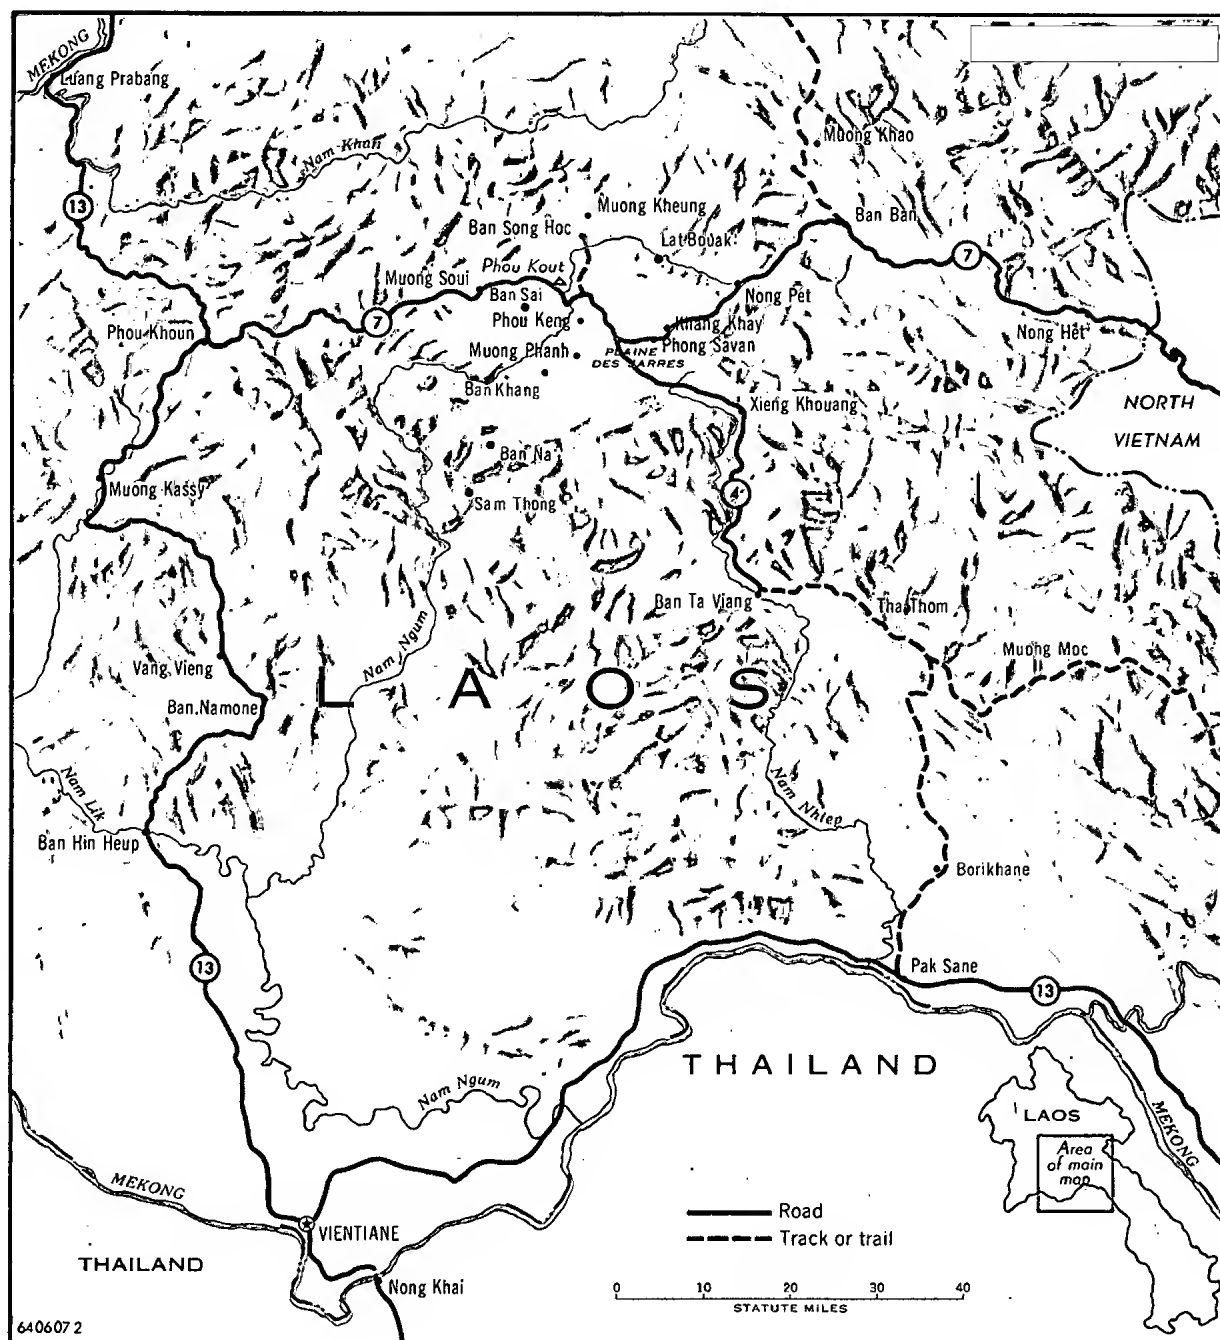 MEKONG
Luang Prabang
Muong Khao
Nam Khan
13
Muong Kheung
Ban Ban
Ban Song Hoc
Lat Bouak
7
Phou Kout
Muong Soui
Nong Pet
Ban Sai
Phou Khoun
7
Phou Keng
Khang Khay
Nong Het
Phong Savan
Muong Phanh
PLAINE
DES JARRES
Ban Khang
Xieng Khouang
NORTH
VIETNAM
Ban Na
Muong Kassy
4
Sam Thong
Ban Ta Viang
Tha Thom
Nam Ngum
Muong Moc
Vang Vieng
LAOS
Ban Namone
Nam Lik
Nam Nhiep
Ban Hin Heup
Borikhane
13
Pak Sane
13
THAILAND
Nam Ngum
LAOS
MEKONG
Area
of main
map
MEKONG
Road
VIENTIANE
Track or trail
THAILAND
Nong Khai
0 10 20 30 40
STATUTE MILES
640607 2